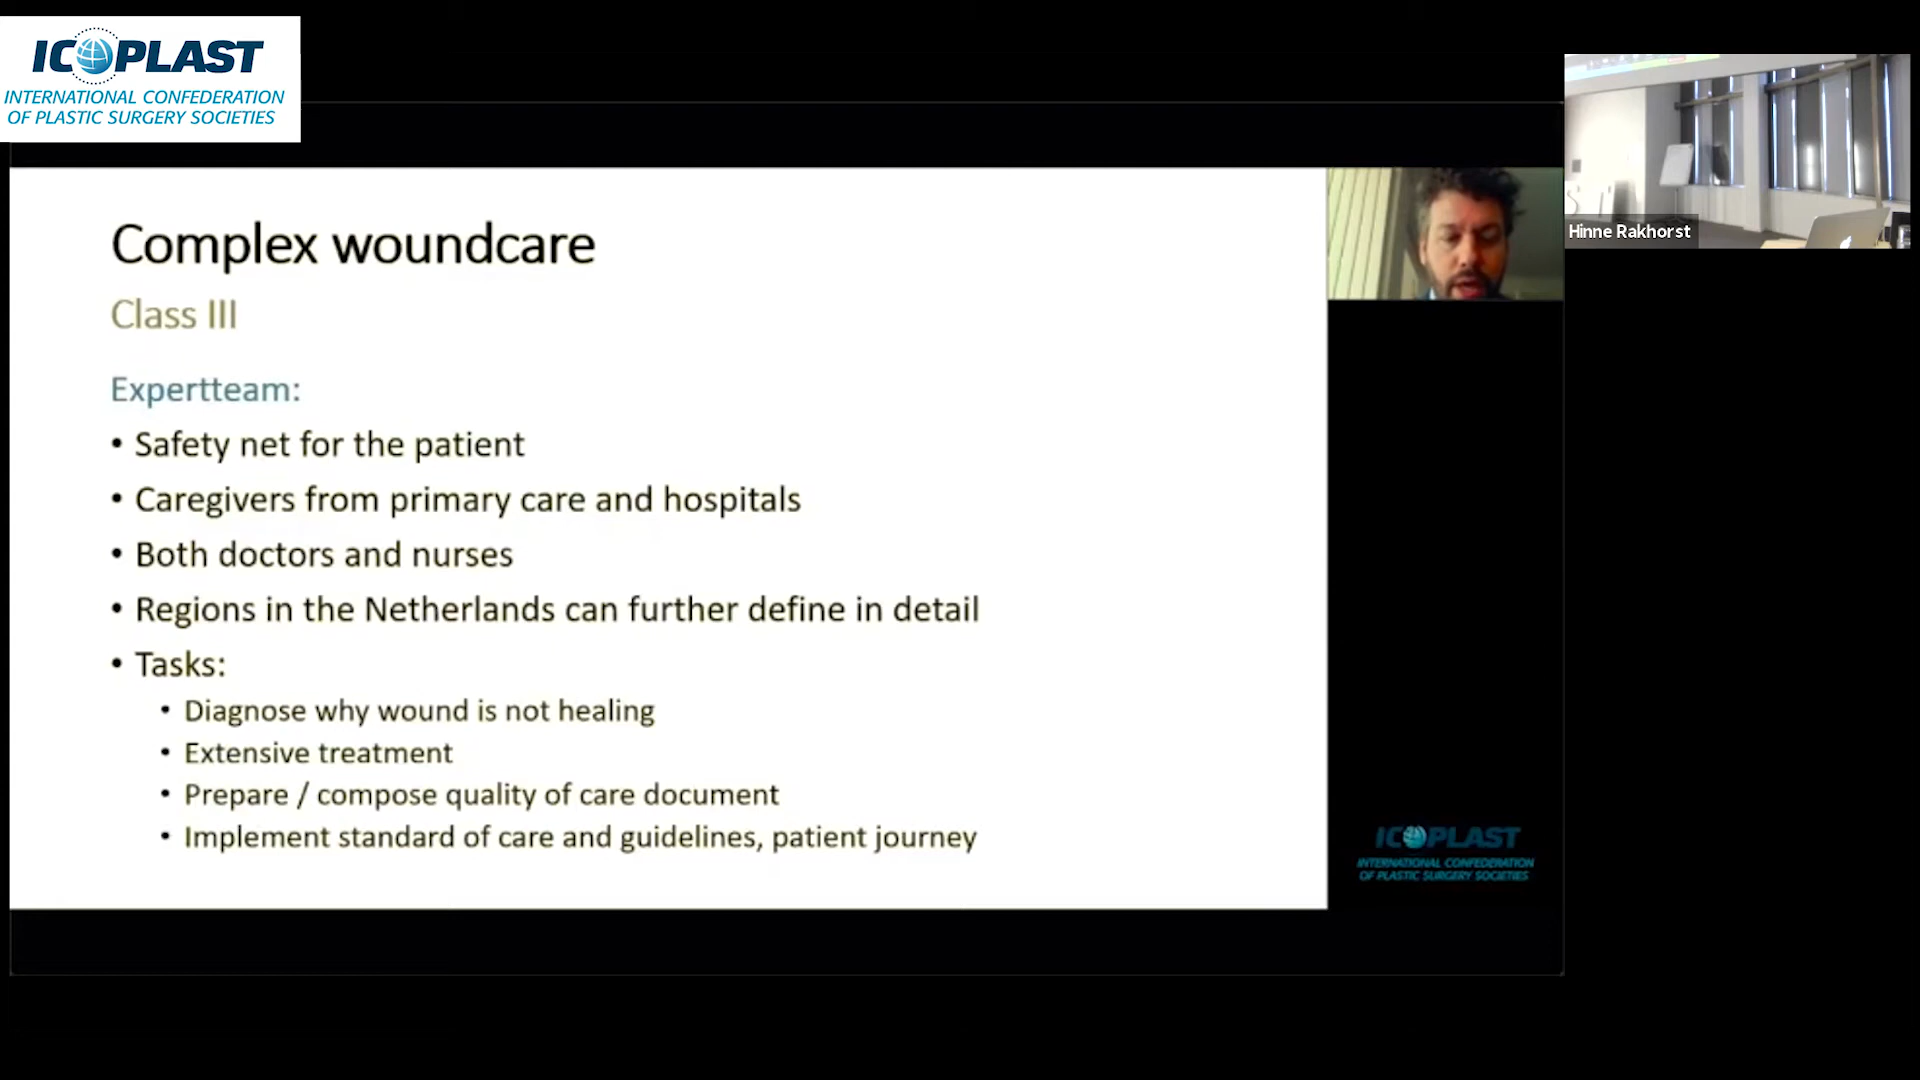 ICOPLAST
INTERNATIONAL CONFEDERATION
OF PLASTIC SURGERY SOCIETIES
Hinne Rakhorst
Complex woundcare
Class III
Expertteam:
• Safety net for the patient
• Caregivers from primary care and hospitals
• Both doctors and nurses
• Regions in the Netherlands can further define in detail
• Tasks:
• Diagnose why wound is not healing
• Extensive treatment
• Prepare / compose quality of care document
• Implement standard of care and guidelines, patient journey
ICOPLAST
INTERNATIONAL CONFEDERATION
OF PLASTIC SURGERY SOCIETIES